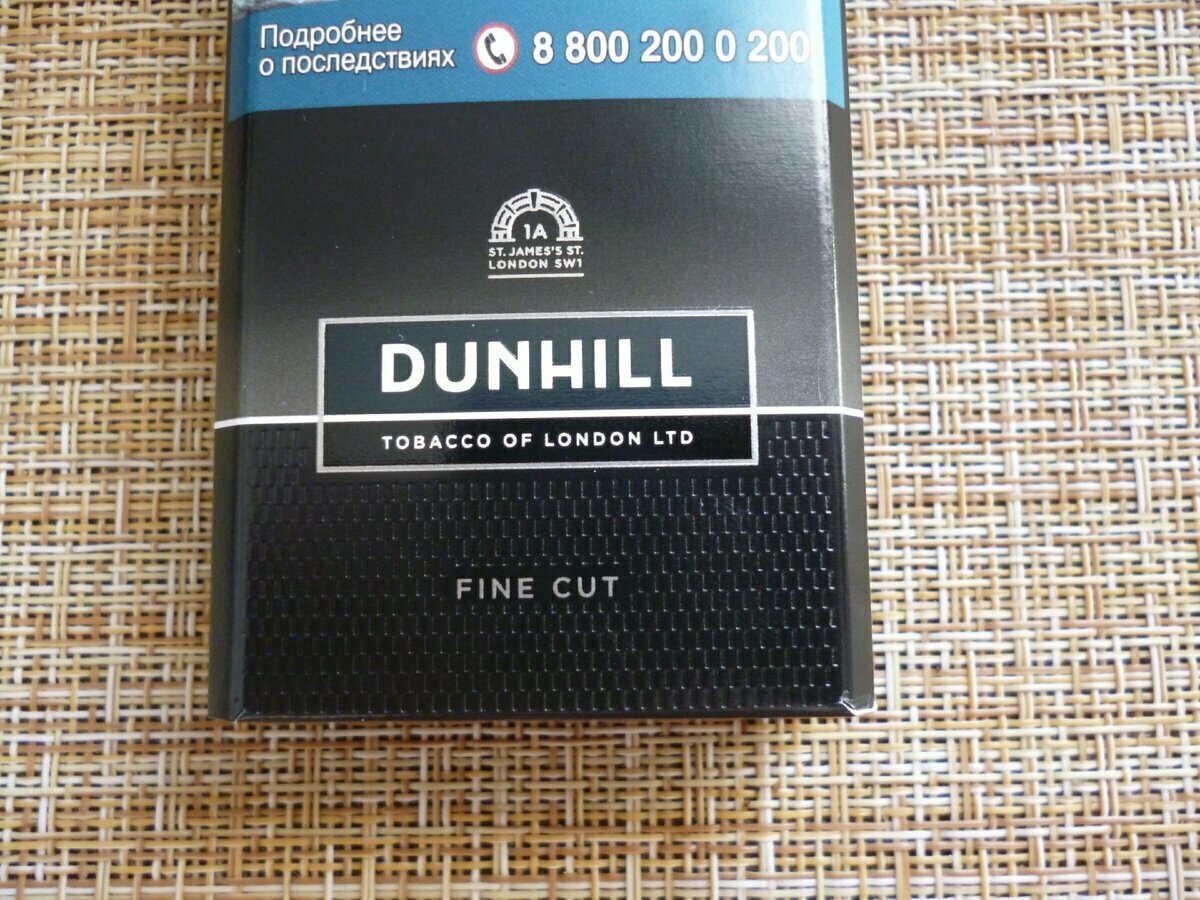 Подробнее
о последствиях
8 800 200 0 200
1A
ST. JAMES'S ST.
LONDON SW1
DUNHILL
TOBACCO OF LONDON LTD
FINE CUT